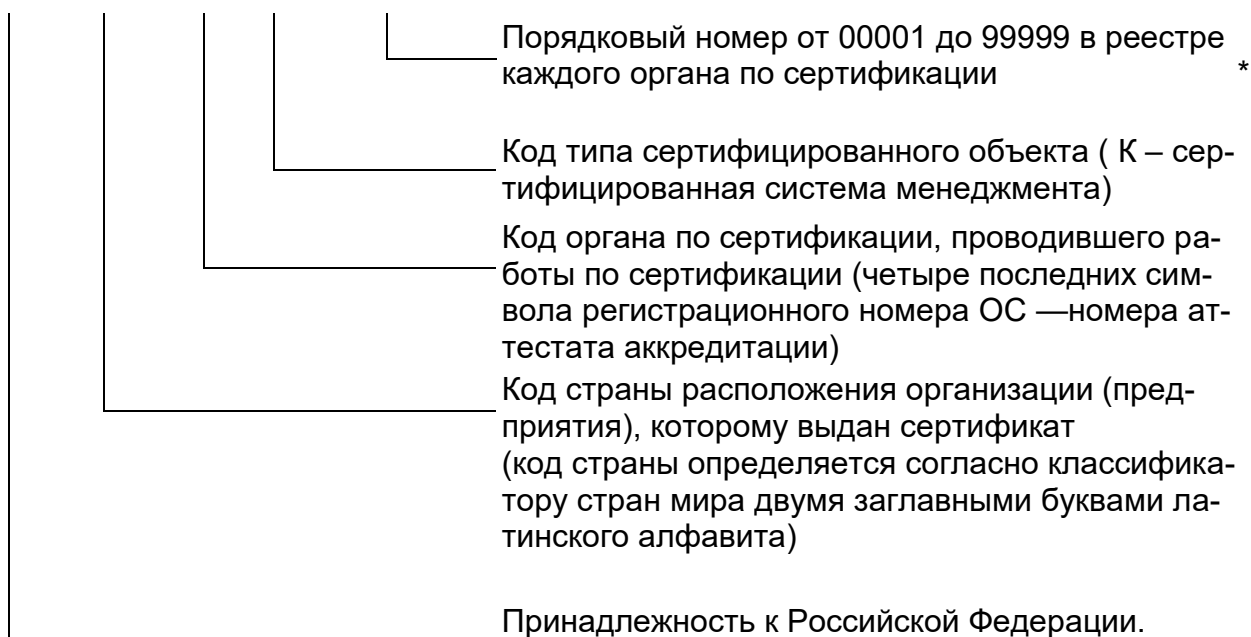 Порядковый номер от 00001 до 99999 в реестре
каждого органа по сертификации *
Код типа сертифицированного объекта ( К – сер-
тифицированная система менеджмента)
Код органа по сертификации, проводившего ра-
боты по сертификации (четыре последних сим-
вола регистрационного номера ОС —номера ат-
тестата аккредитации)
Код страны расположения организации (пред-
приятия), которому выдан сертификат
(код страны определяется согласно классифика-
тору стран мира двумя заглавными буквами ла-
тинского алфавита)
Принадлежность к Российской Федерации.